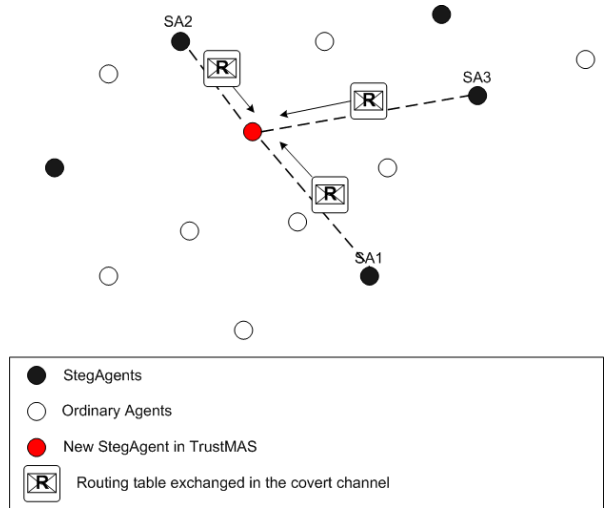 SA2
R
SA3
R
R
SA1
StegAgents
Ordinary Agents
New StegAgent in TrustMAS
R
Routing table exchanged in the covert channel